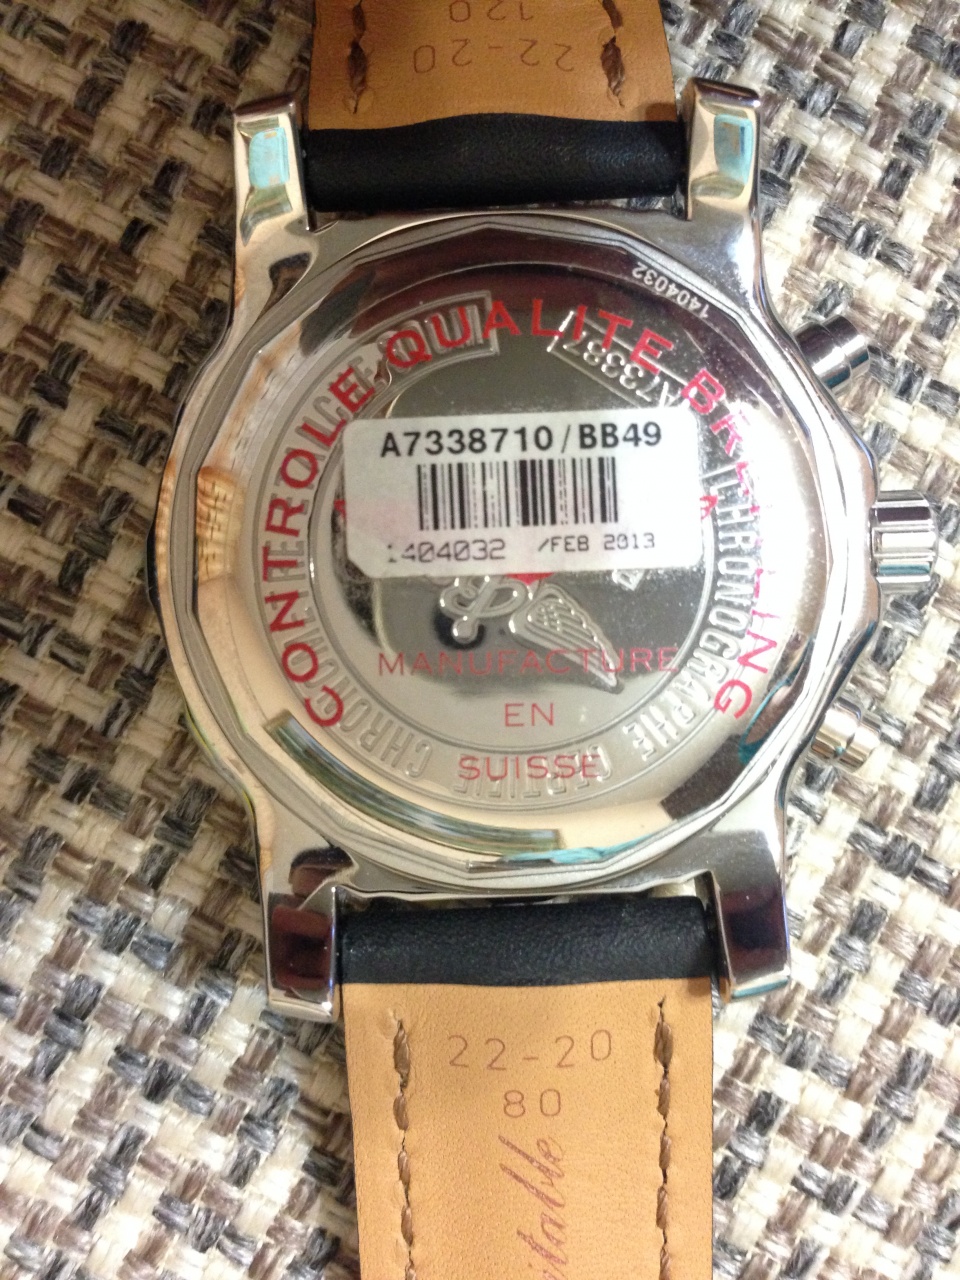 120
22-20
1404032
CONTROLE QUALITE BREITLING
A73387
CHRONOGRAPHE CERTIFIE CHRONOMETRE
A7338710/BB49
1404032 /FEB 2013
MANUFACTURE
EN
SUISSE
22-20
80